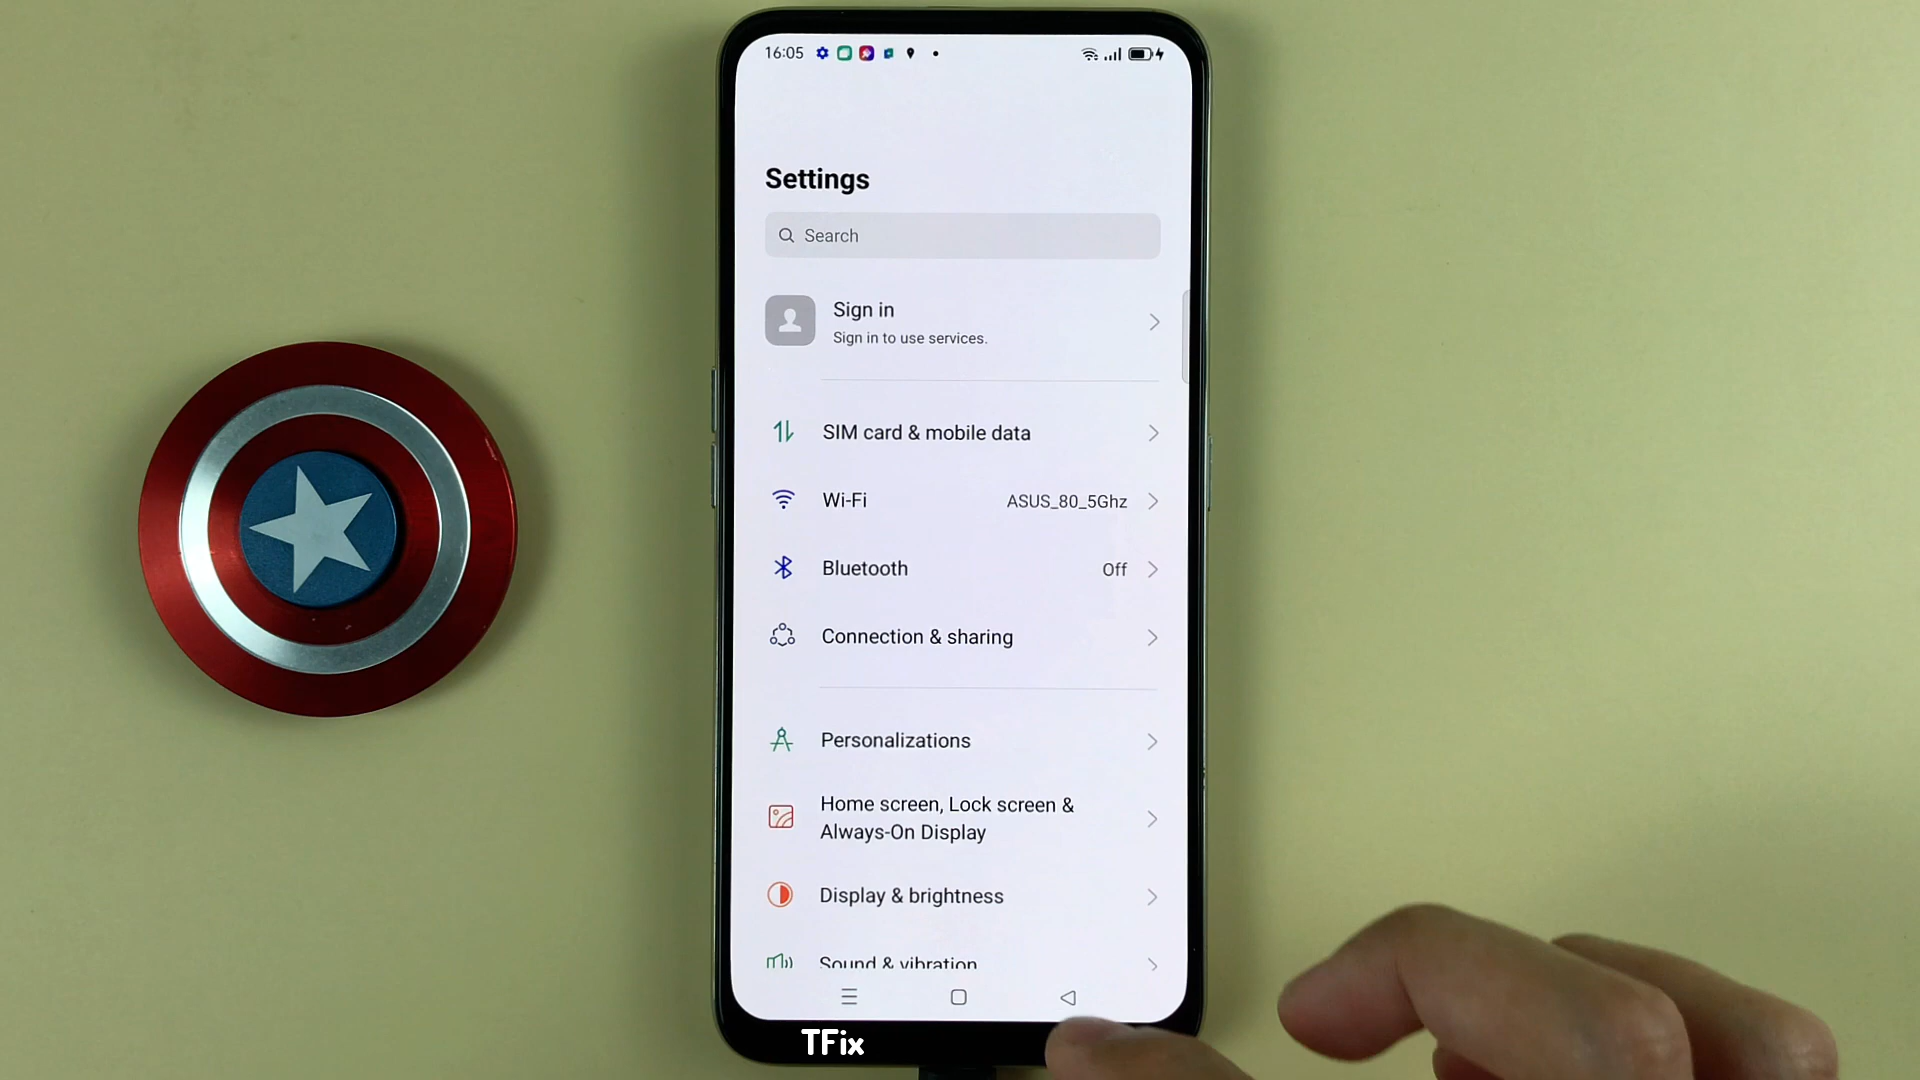 16:05
Settings
Search
Sign in
Sign in to use services.
SIM card & mobile data
Wi-Fi ASUS_80_5Ghz
Bluetooth Off
Connection & sharing
Personalizations
Home screen, Lock screen &
Always-On Display
Display & brightness
Sound & vibration
TFix